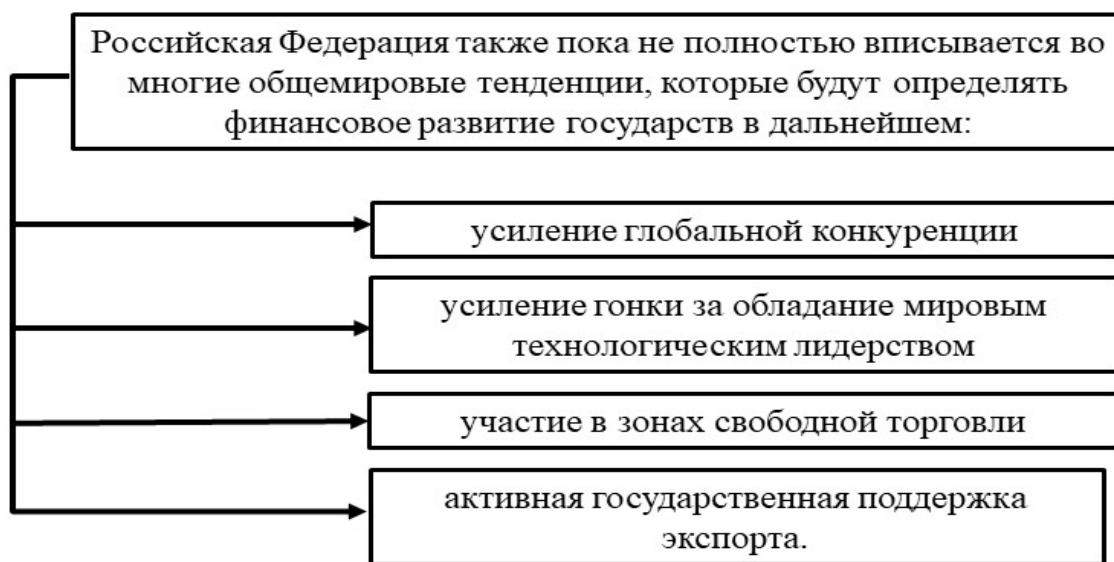 Российская Федерация также пока не полностью вписывается во
многие общемировые тенденции, которые будут определять
финансовое развитие государств в дальнейшем:
усиление глобальной конкуренции
усиление гонки за обладание мировым
технологическим лидерством
участие в зонах свободной торговли
активная государственная поддержка
экспорта.